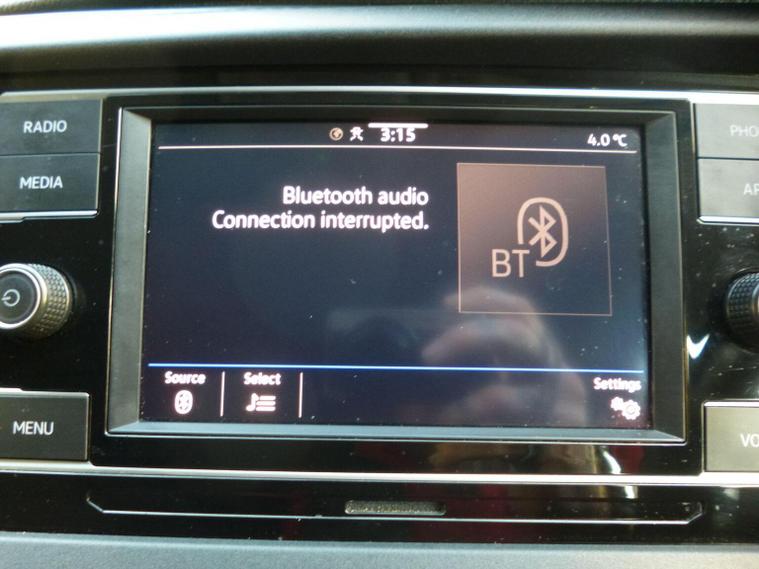 RADIO
MEDIA
MENU
3:15
4.0°C
Bluetooth audio
Connection interrupted.
BT
Source
Select
Settings